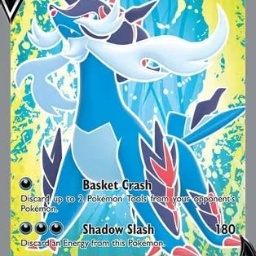 Basket Crash
Discard up to 2 Pokémon Tools from your opponent's
Pokémon.
Shadow Slash 180
Discard an Energy from this Pokémon.